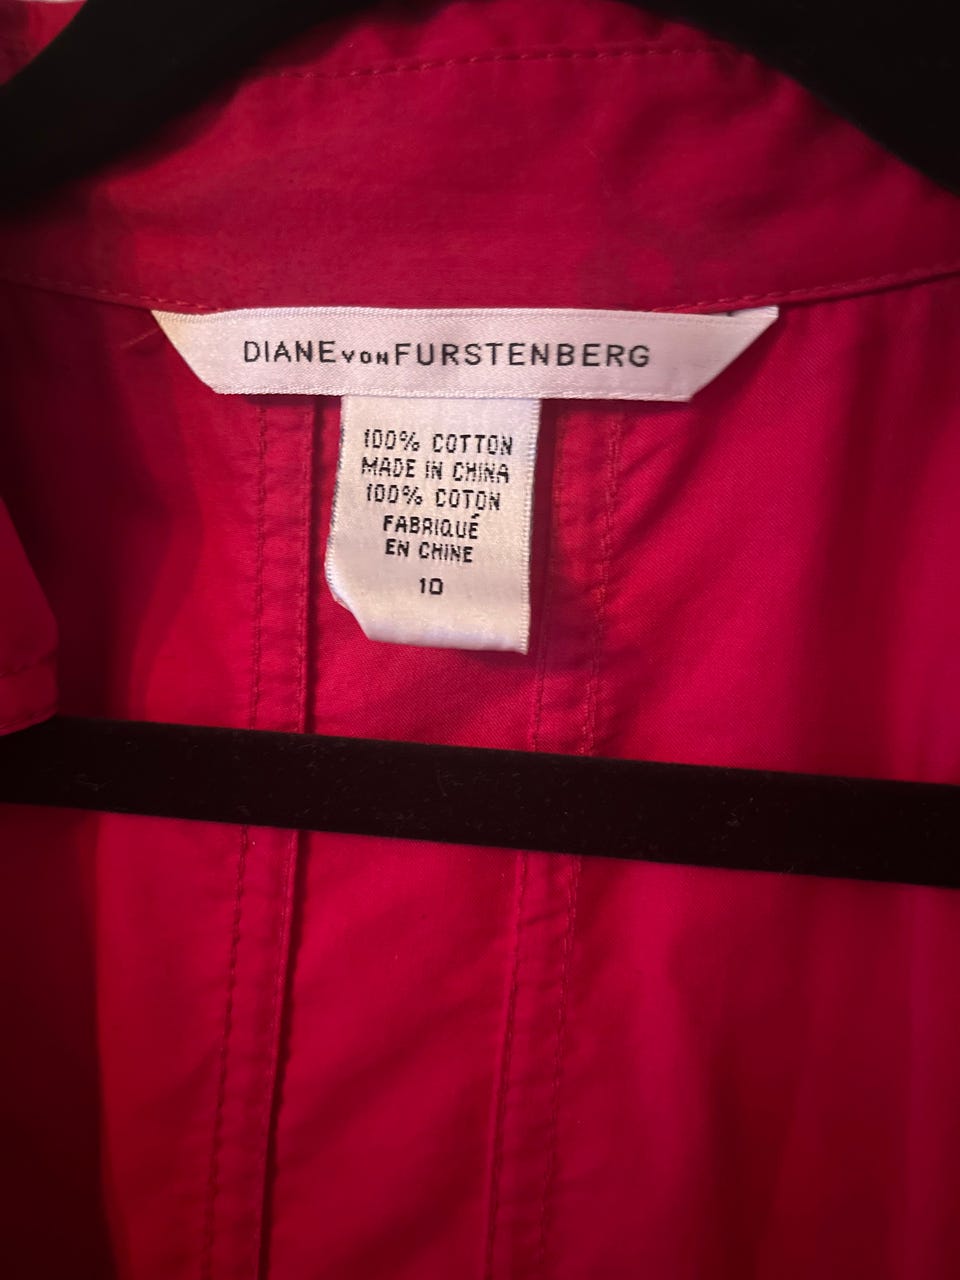 DIANE VON FURSTENBERG
100% COTTON
MADE IN CHINA
100% COTON
FABRIQUÉ
EN CHINE
10